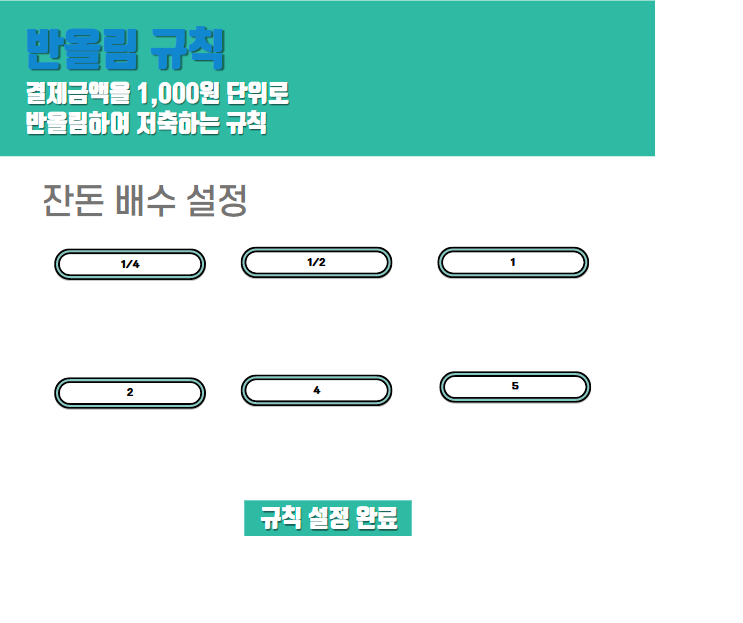 반올림 규칙
결제금액을 1,000원 단위로
반올림하여 저축하는 규칙
잔돈 배수 설정
1/4
1/2
1
2
4
5
규칙 설정 완료